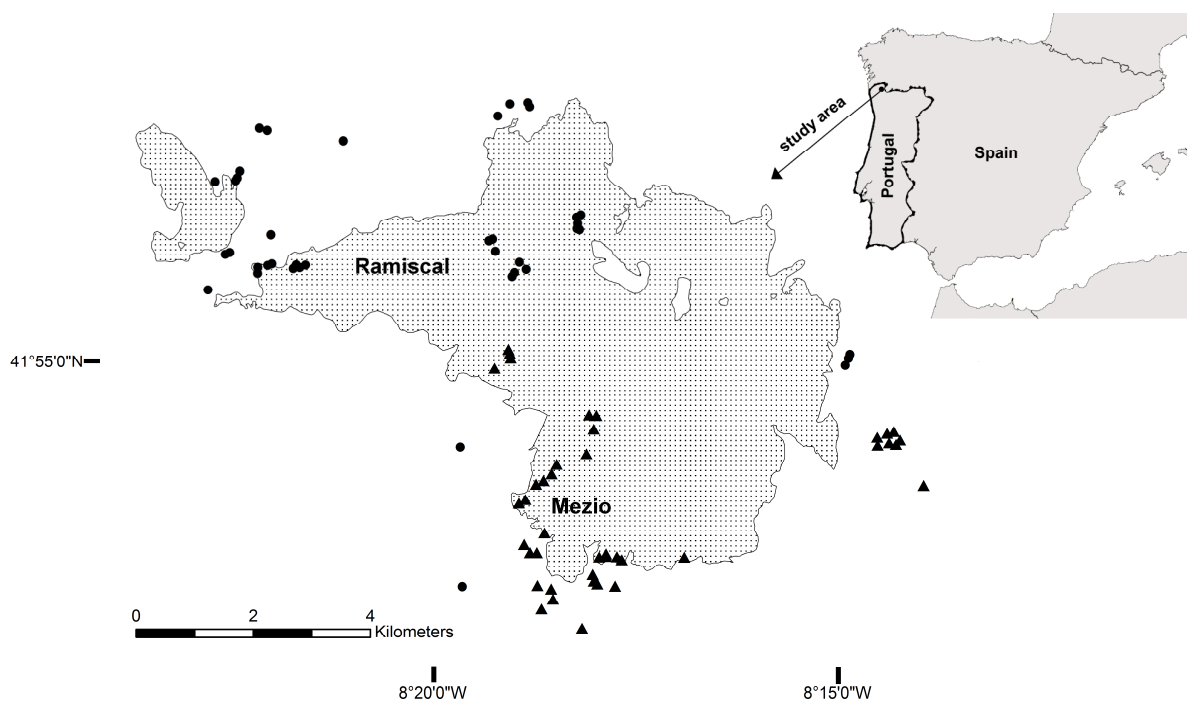 study area
Portugal
Spain
Ramiscal
41°55'0"N
Mezio
0 2 4
Kilometers
8°20'0"W 8°15'0"W